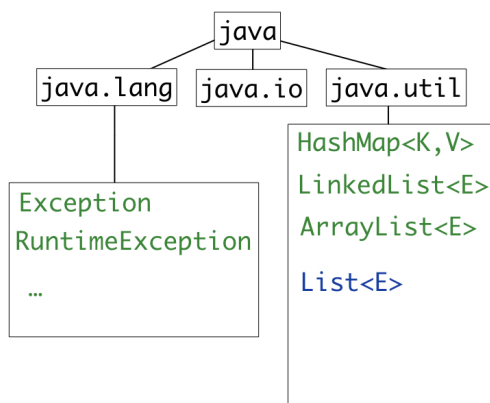 java
java.lang
java.io
java.util
Exception
RuntimeException
…
HashMap<K,V>
LinkedList<E>
ArrayList<E>
List<E>